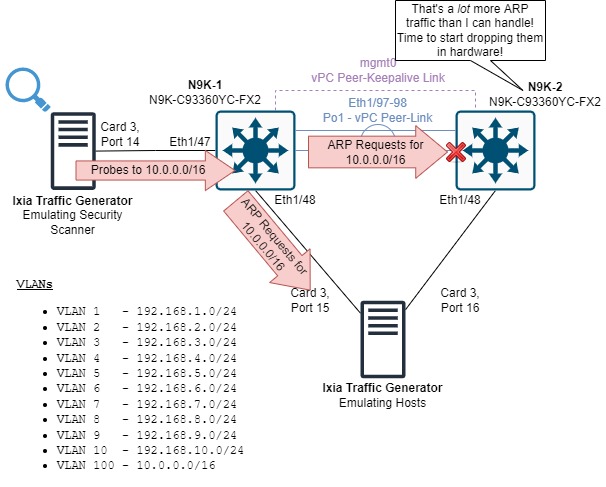 That's a lot more ARP
traffic than I can handle!
Time to start dropping them
in hardware!
mgmt0
vPC Peer-Keepalive Link
N9K-1
N9K-C93360YC-FX2
N9K-2
N9K-C93360YC-FX2
Eth1/97-98
Po1 - vPC Peer-Link
Card 3,
Port 14
Eth1/47
ARP Requests for
10.0.0.0/16
Probes to 10.0.0.0/16
Ixia Traffic Generator
Emulating Security
Scanner
Eth1/48
Eth1/48
ARP Requests for
10.0.0.0/16
Card 3,
Port 15
Card 3,
Port 16
Ixia Traffic Generator
Emulating Hosts
VLANs
• VLAN 1 - 192.168.1.0/24
• VLAN 2 - 192.168.2.0/24
• VLAN 3 - 192.168.3.0/24
• VLAN 4 - 192.168.4.0/24
• VLAN 5 - 192.168.5.0/24
• VLAN 6 - 192.168.6.0/24
• VLAN 7 - 192.168.7.0/24
• VLAN 8 - 192.168.8.0/24
• VLAN 9 - 192.168.9.0/24
• VLAN 10 - 192.168.10.0/24
• VLAN 100 - 10.0.0.0/16